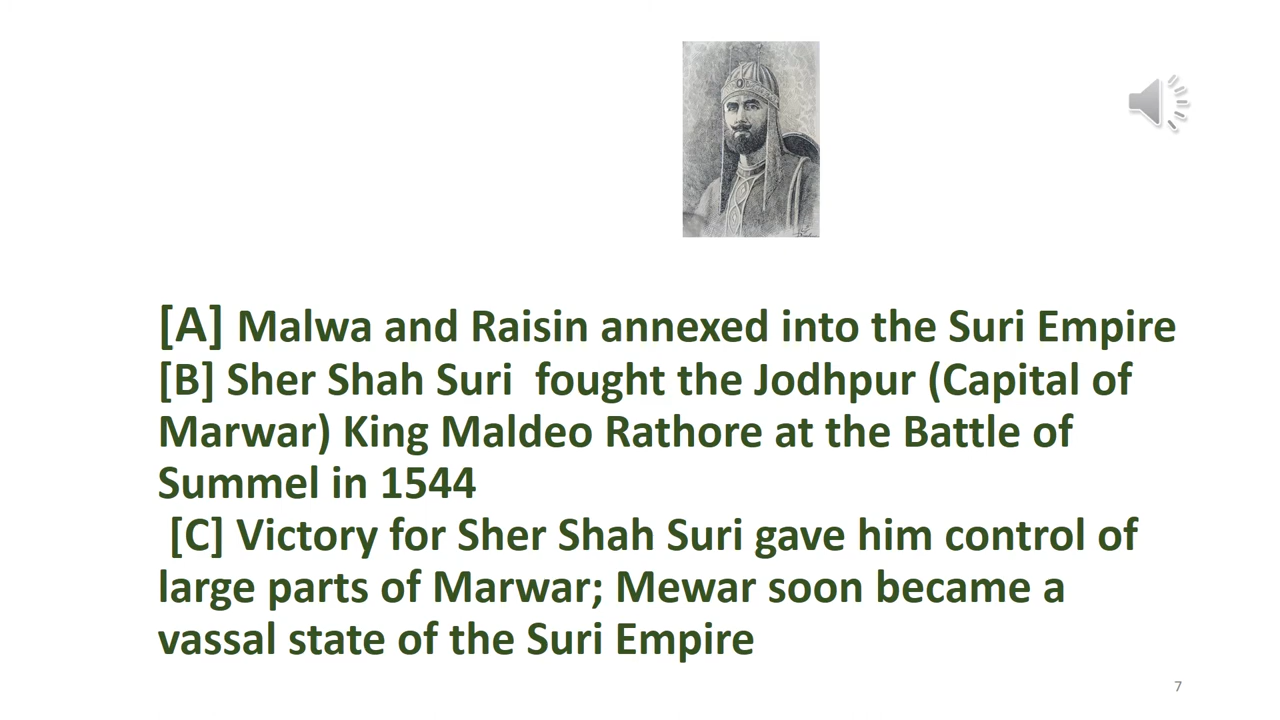 [A] Malwa and Raisin annexed into the Suri Empire
[B] Sher Shah Suri  fought the Jodhpur (Capital of
Marwar) King Maldeo Rathore at the Battle of
Summel in 1544
[C] Victory for Sher Shah Suri gave him control of
large parts of Marwar; Mewar soon became a
vassal state of the Suri Empire
7